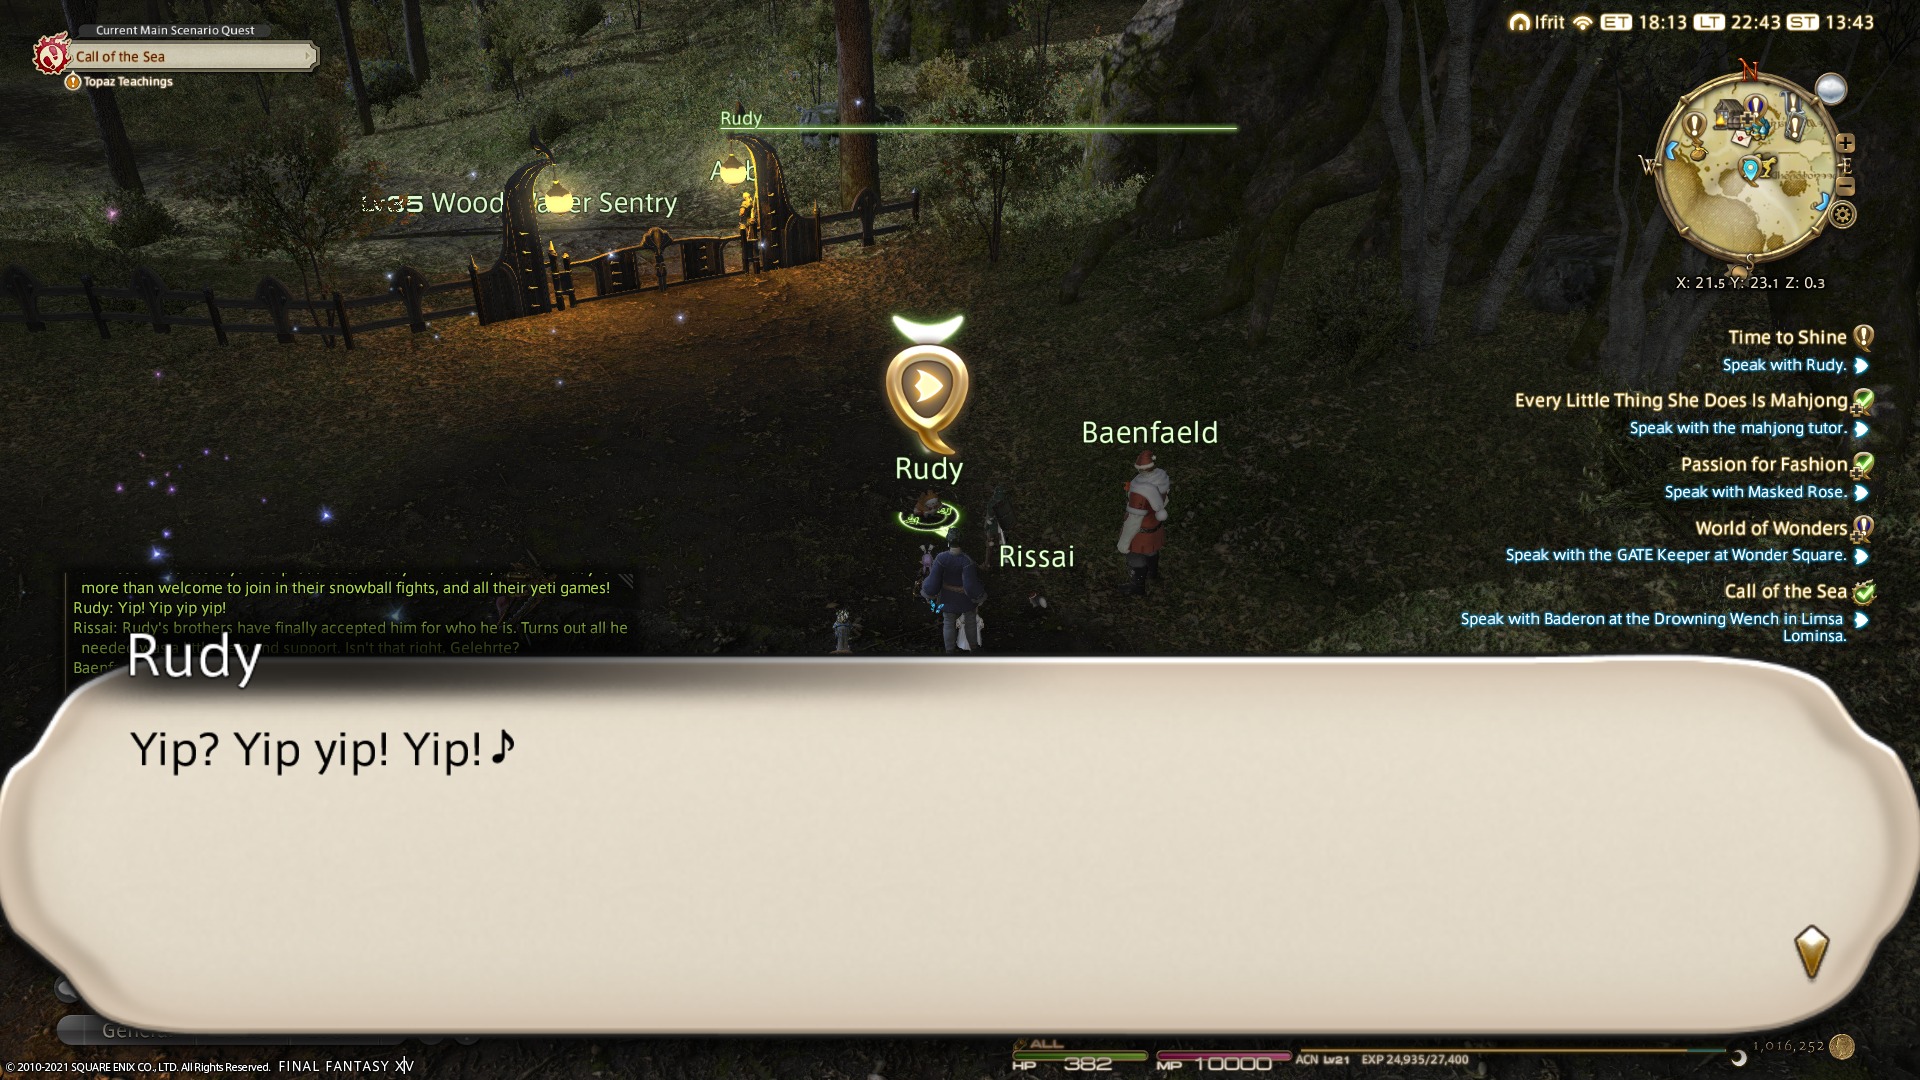 Current Main Scenario Quest
Call of the Sea
Topaz Teachings
Ifrit ET 18:13 LT 22:43 ST 13:43
N
W
E
S
X: 21.5 Y: 23.1 Z: 0.3
Rudy
Sentry
Time to Shine
Speak with Rudy.
Every Little Thing She Does Is Mahjong
Speak with the mahjong tutor.
Passion for Fashion
Speak with Masked Rose.
World of Wonders
Speak with the GATE Keeper at Wonder Square.
Call of the Sea
Speak with Baderon at the Drowning Wench in Limsa
Lominsa.
Baenfaeld
Rudy
Rissai
more than welcome to join in their snowball fights, and all their yeti games!
Rudy: Yip! Yip yip yip!
Rissai: Rudy's brothers have finally accepted him for who he is. Turns out all he
and support. Isn't that right, Gelehrte?
Rudy
Yip? Yip yip! Yip!♪
ALL
HP 382 MP 10000 ACN Lv21 EXP 24,935/27,400
1,016,252
© 2010-2021 SQUARE ENIX CO., LTD. All Rights Reserved. FINAL FANTASY XIV